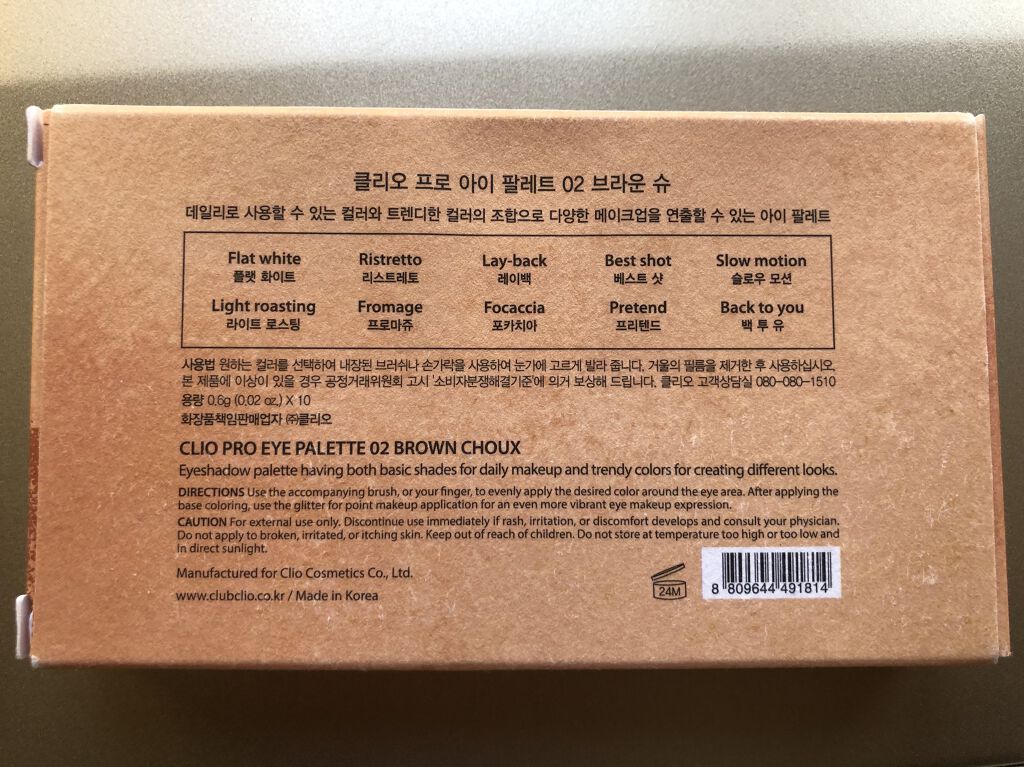 클리오 프로 아이 팔레트 02 브라운 슈
데일리로 사용할 수 있는 컬러와 트렌디한 컬러의 조합으로 다양한 메이크업을 연출할 수 있는 아이 팔레트
Flat white Ristretto Lay-back Best shot Slow motion
플랫 화이트 리스트레토 레이백 베스트 샷 슬로우 모션
Light roasting Fromage Focaccia Pretend Back to you
라이트 로스팅 프로마쥬 포카치아 프리텐드 백 투 유
사용법 원하는 컬러를 선택하여 내장된 브러쉬나 손가락을 사용하여 눈가에 고르게 발라 줍니다. 거울의 필름을 제거한 후 사용하십시오.
본 제품에 이상이 있을 경우 공정거래위원회 고시 '소비자분쟁해결기준'에 의거 보상해 드립니다. 클리오 고객상담실 080-080-1510
용량 0.6g (0.02 oz.) X 10
화장품책임판매업자 ㈜클리오
CLIO PRO EYE PALETTE 02 BROWN CHOUX
Eyeshadow palette having both basic shades for daily makeup and trendy colors for creating different looks.
DIRECTIONS Use the accompanying brush, or your finger, to evenly apply the desired color around the eye area. After applying the
base coloring, use the glitter for point makeup application for an even more vibrant eye makeup expression.
CAUTION For external use only. Discontinue use immediately if rash, irritation, or discomfort develops and consult your physician.
Do not apply to broken, irritated, or itching skin. Keep out of reach of children. Do not store at temperature too high or too low and
in direct sunlight.
Manufactured for Clio Cosmetics Co., Ltd.
www.clubclio.co.kr / Made in Korea
24M
8 809644 491814